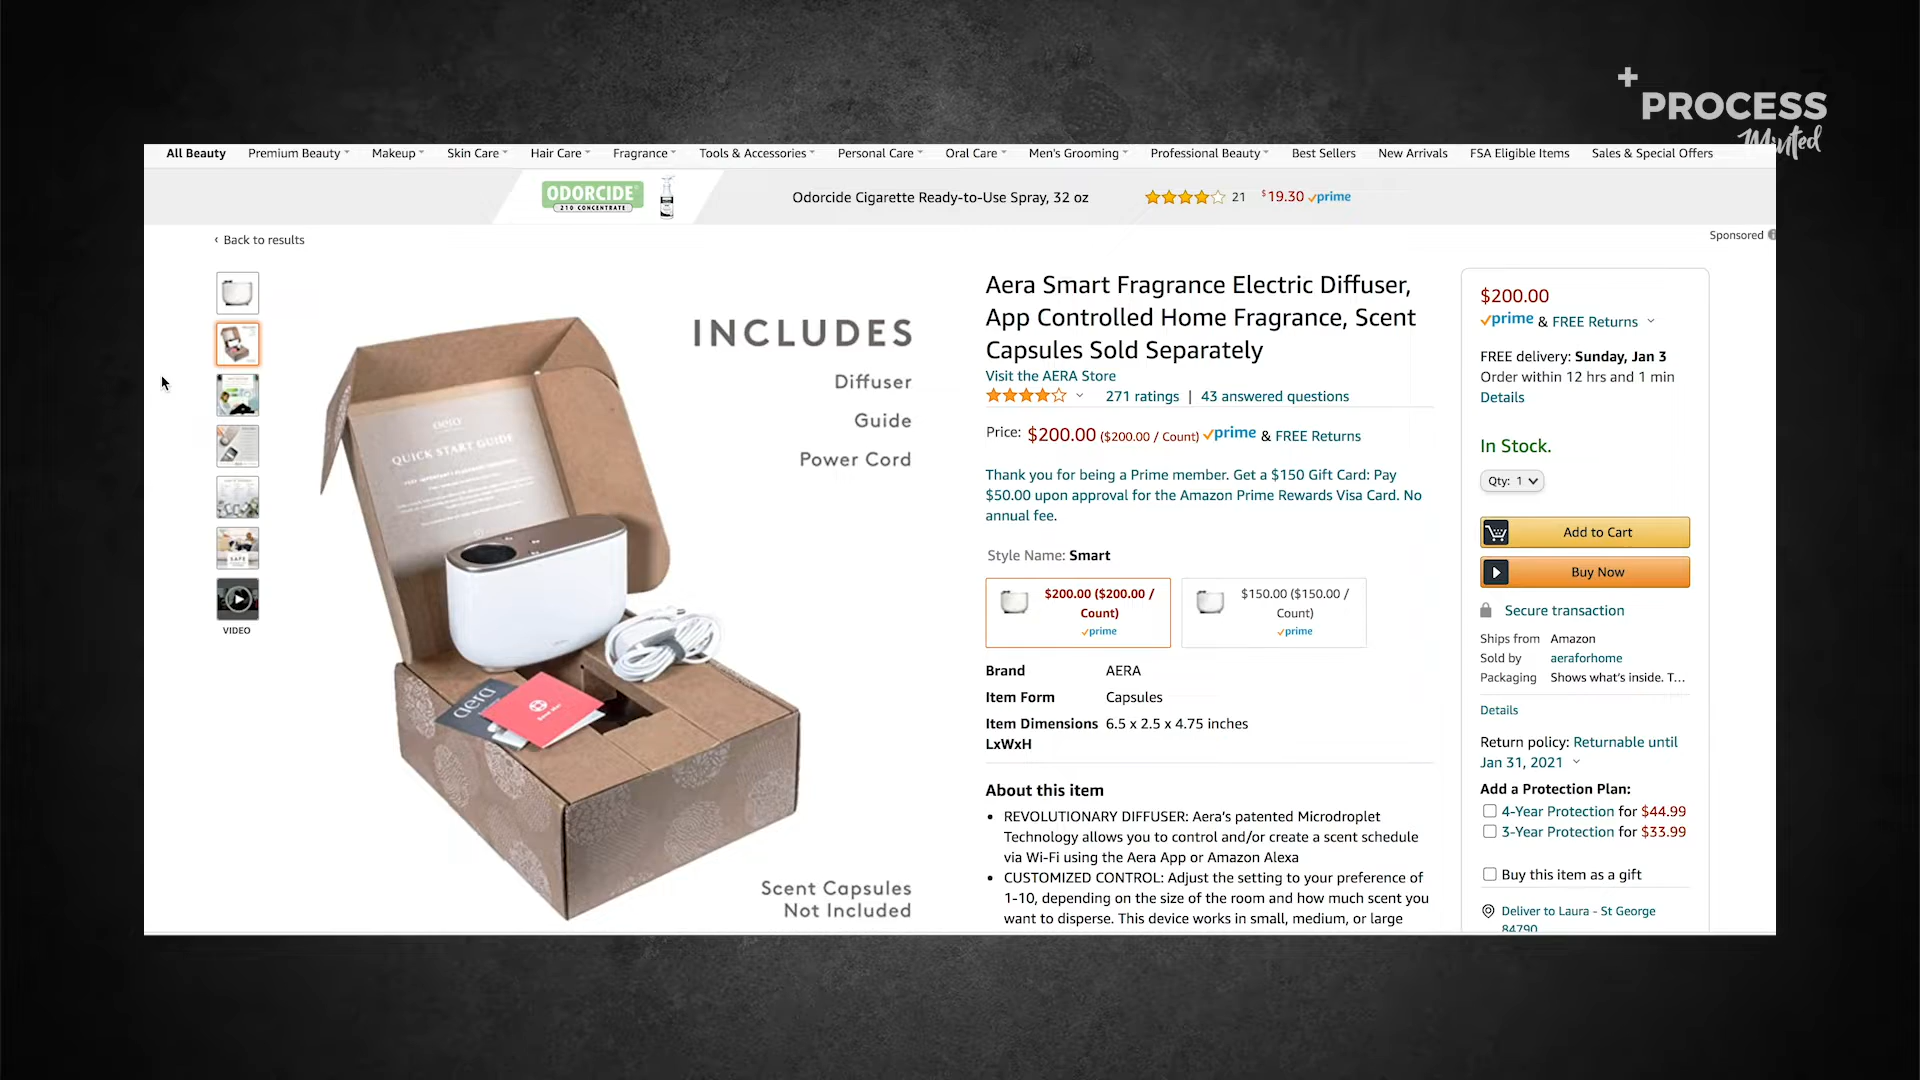 PROCESS
Minted
All Beauty Premium Beauty Makeup Skin Care Hair Care Fragrance Tools & Accessories Personal Care Oral Care Men's Grooming Professional Beauty Best Sellers New Arrivals FSA Eligible Items Sales & Special Offers
ODORCIDE
210 CONCENTRATE
Odorcide Cigarette Ready-to-Use Spray, 32 oz 21 $19.30 prime
Sponsored
‹ Back to results
VIDEO
INCLUDES
Diffuser
Guide
Power Cord
aera
QUICK START GUIDE
aera
Scent Capsules
Not Included
Aera Smart Fragrance Electric Diffuser,
App Controlled Home Fragrance, Scent
Capsules Sold Separately
Visit the AERA Store
271 ratings | 43 answered questions
Price: $200.00 ($200.00 / Count) prime & FREE Returns
Thank you for being a Prime member. Get a $150 Gift Card: Pay
$50.00 upon approval for the Amazon Prime Rewards Visa Card. No
annual fee.
Style Name: Smart
$200.00 ($200.00 /
Count)
prime
$150.00 ($150.00 /
Count)
prime
Brand AERA
Item Form Capsules
Item Dimensions 6.5 x 2.5 x 4.75 inches
LxWxH
About this item
• REVOLUTIONARY DIFFUSER: Aera's patented Microdroplet
Technology allows you to control and/or create a scent schedule
via Wi-Fi using the Aera App or Amazon Alexa
• CUSTOMIZED CONTROL: Adjust the setting to your preference of
1-10, depending on the size of the room and how much scent you
want to disperse. This device works in small, medium, or large
$200.00
prime & FREE Returns
FREE delivery: Sunday, Jan 3
Order within 12 hrs and 1 min
Details
In Stock.
Qty: 1
Add to Cart
Buy Now
Secure transaction
Ships from Amazon
Sold by aeraforhome
Packaging Shows what's inside. T...
Details
Return policy: Returnable until
Jan 31, 2021
Add a Protection Plan:
4-Year Protection for $44.99
3-Year Protection for $33.99
Buy this item as a gift
Deliver to Laura - St George
84790